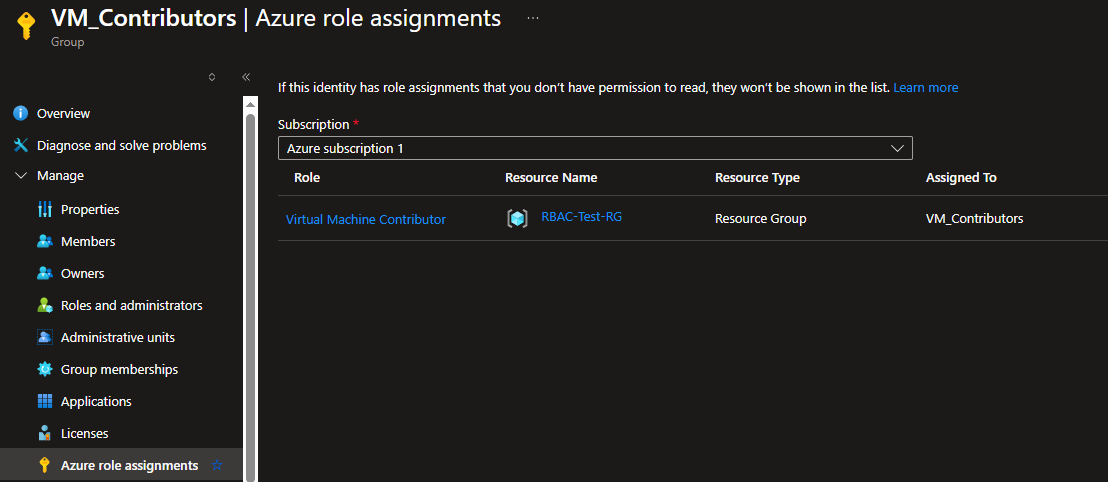 VM_Contributors | Azure role assignments ...
Group
If this identity has role assignments that you don't have permission to read, they won't be shown in the list. Learn more
Overview
Diagnose and solve problems
Manage
Properties
Members
Owners
Roles and administrators
Administrative units
Group memberships
Applications
Licenses
Azure role assignments
Subscription *
Azure subscription 1
Role Resource Name Resource Type Assigned To
Virtual Machine Contributor RBAC-Test-RG Resource Group VM_Contributors